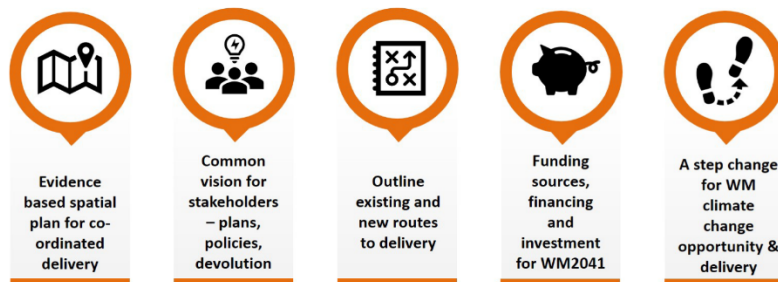 Evidence
based spatial
plan for co-
ordinated
delivery
Common
vision for
stakeholders
– plans,
policies,
devolution
Outline
existing and
new routes
to delivery
Funding
sources,
financing
and
investment
for WM2041
A step change
for WM
climate
change
opportunity &
delivery